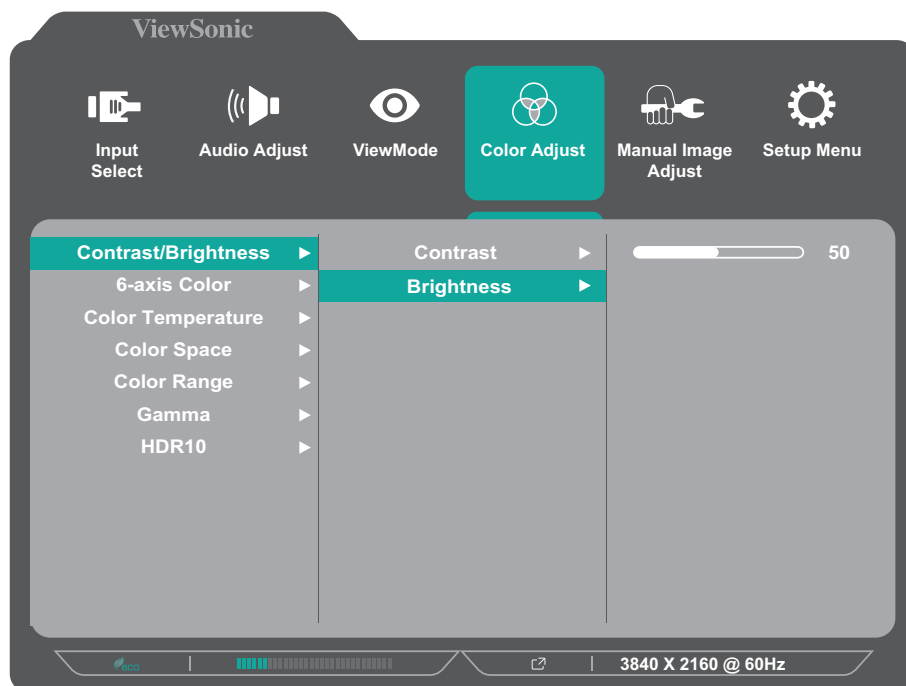 ViewSonic
Input Select
Audio Adjust
ViewMode
Color Adjust
Manual Image Adjust
Setup Menu
Contrast/Brightness
6-axis Color
Color Temperature
Color Space
Color Range
Gamma
HDR10
Contrast
Brightness
50
eco
3840 X 2160 @ 60Hz